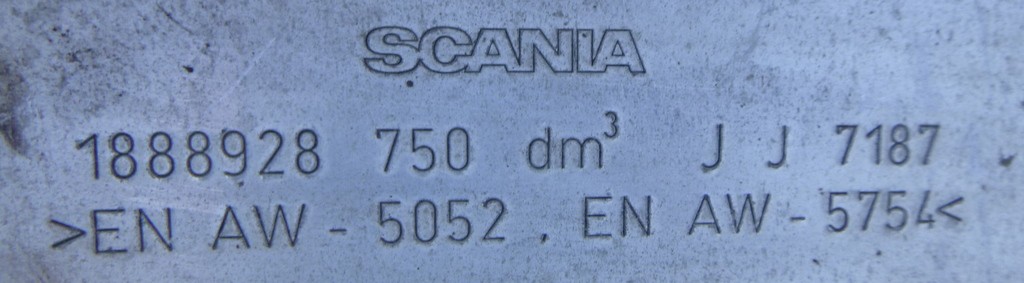 SCANIA
1888928 750 dm³ J J 7187
>EN AW - 5052 , EN AW - 5754<